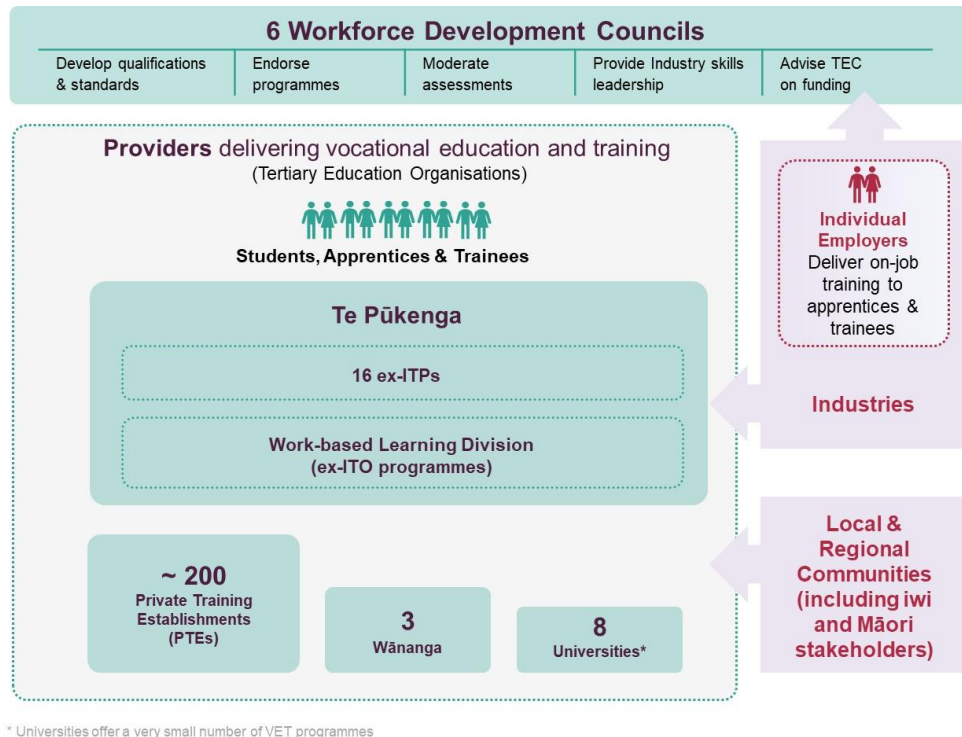 6 Workforce Development Councils
Develop qualifications
& standards
Endorse
programmes
Moderate
assessments
Provide Industry skills
leadership
Advise TEC
on funding
Providers delivering vocational education and training
(Tertiary Education Organisations)
Students, Apprentices & Trainees
Te Pūkenga
16 ex-ITPs
Work-based Learning Division
(ex-ITO programmes)
~ 200
Private Training
Establishments
(PTEs)
3
Wānanga
8
Universities*
Individual
Employers
Deliver on-job
training to
apprentices &
trainees
Industries
Local &
Regional
Communities
(including iwi
and Māori
stakeholders)
* Universities offer a very small number of VET programmes